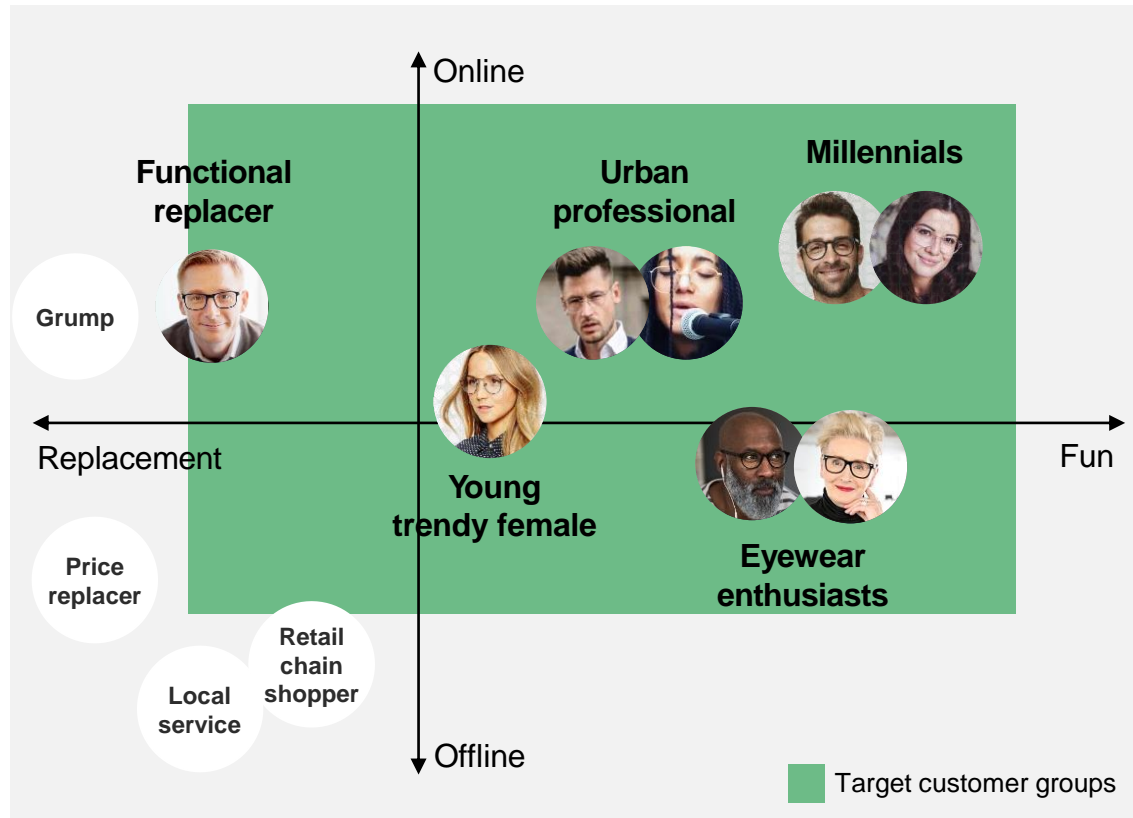 Online
Millennials
Functional
replacer
Urban
professional
Grump
Replacement
Fun
Young
trendy female
Price
replacer
Eyewear
enthusiasts
Retail
chain
shopper
Local
service
Offline
Target customer groups